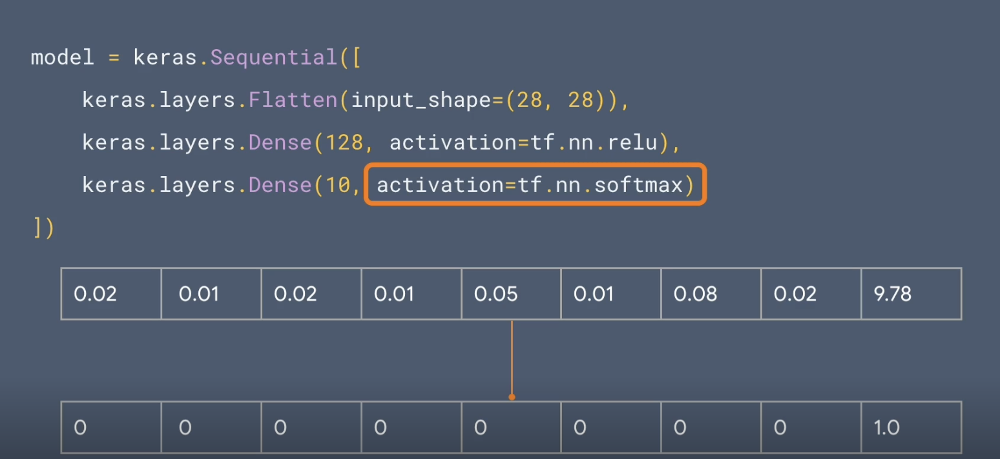 model = keras.Sequential([
    keras.layers.Flatten(input_shape=(28, 28)),
    keras.layers.Dense(128, activation=tf.nn.relu),
    keras.layers.Dense(10, activation=tf.nn.softmax)
])
0.02 0.01 0.02 0.01 0.05 0.01 0.08 0.02 9.78
0 0 0 0 0 0 0 0 1.0